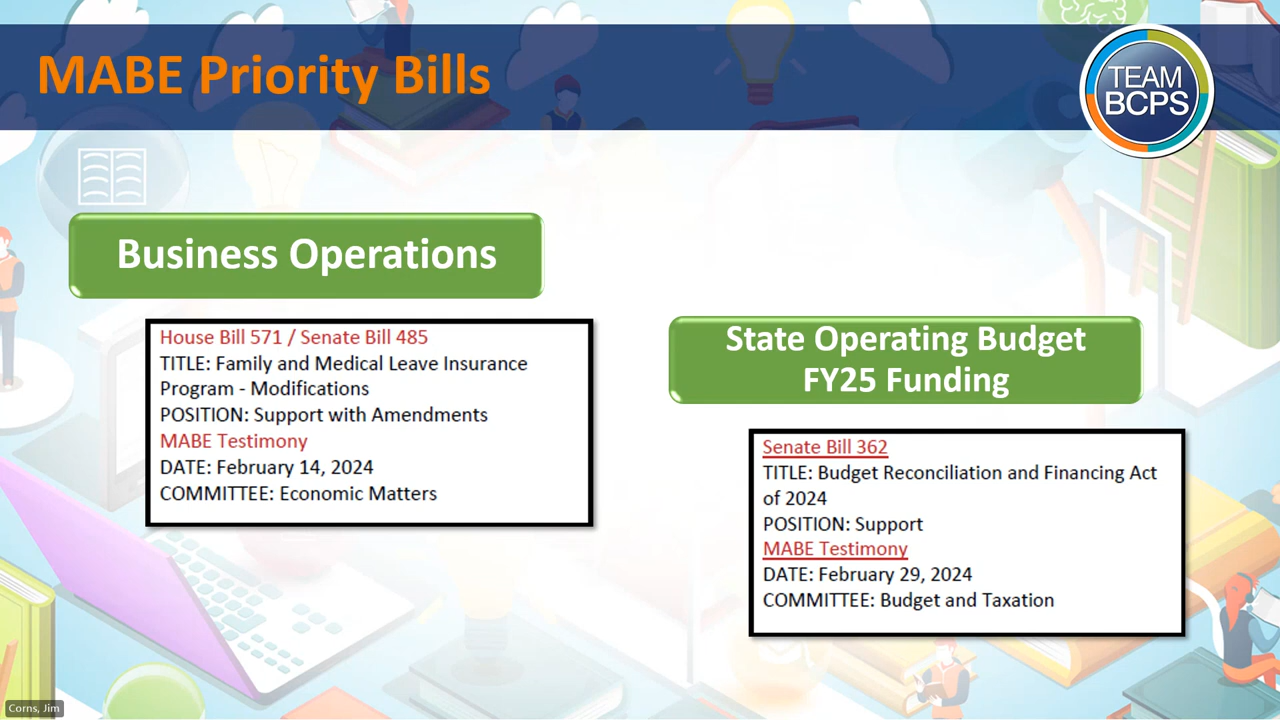 MABE Priority Bills
TEAM
BCPS
Business Operations
House Bill 571 / Senate Bill 485
TITLE: Family and Medical Leave Insurance
Program - Modifications
POSITION: Support with Amendments
MABE Testimony
DATE: February 14, 2024
COMMITTEE: Economic Matters
State Operating Budget
FY25 Funding
Senate Bill 362
TITLE: Budget Reconciliation and Financing Act
of 2024
POSITION: Support
MABE Testimony
DATE: February 29, 2024
COMMITTEE: Budget and Taxation
Corns, Jim